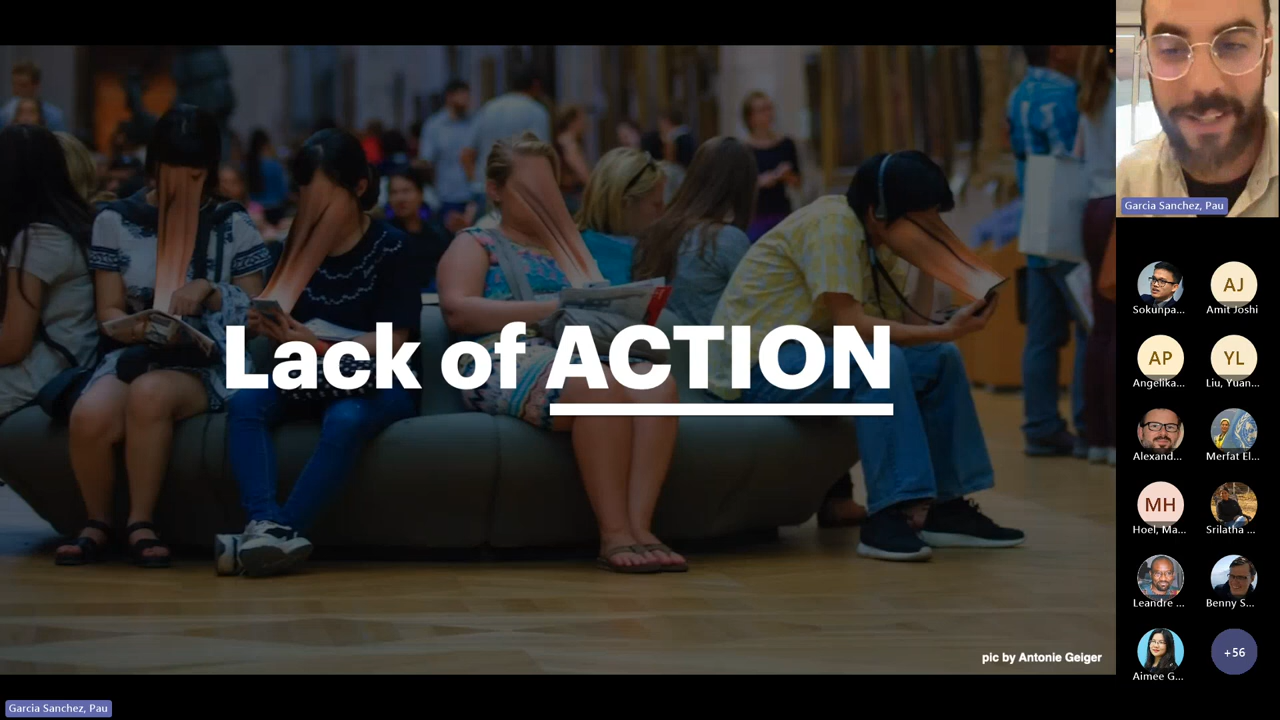 Lack of ACTION
pic by Antonie Geiger
Garcia Sanchez, Pau
Garcia Sanchez, Pau
Sokunpa...
AJ
Amit Joshi
AP
Angelika...
YL
Liu, Yuan...
Alexand...
Merfat El...
MH
Hoel, Ma...
Srilatha ...
Leandre ...
Benny S...
Aimee G...
+56